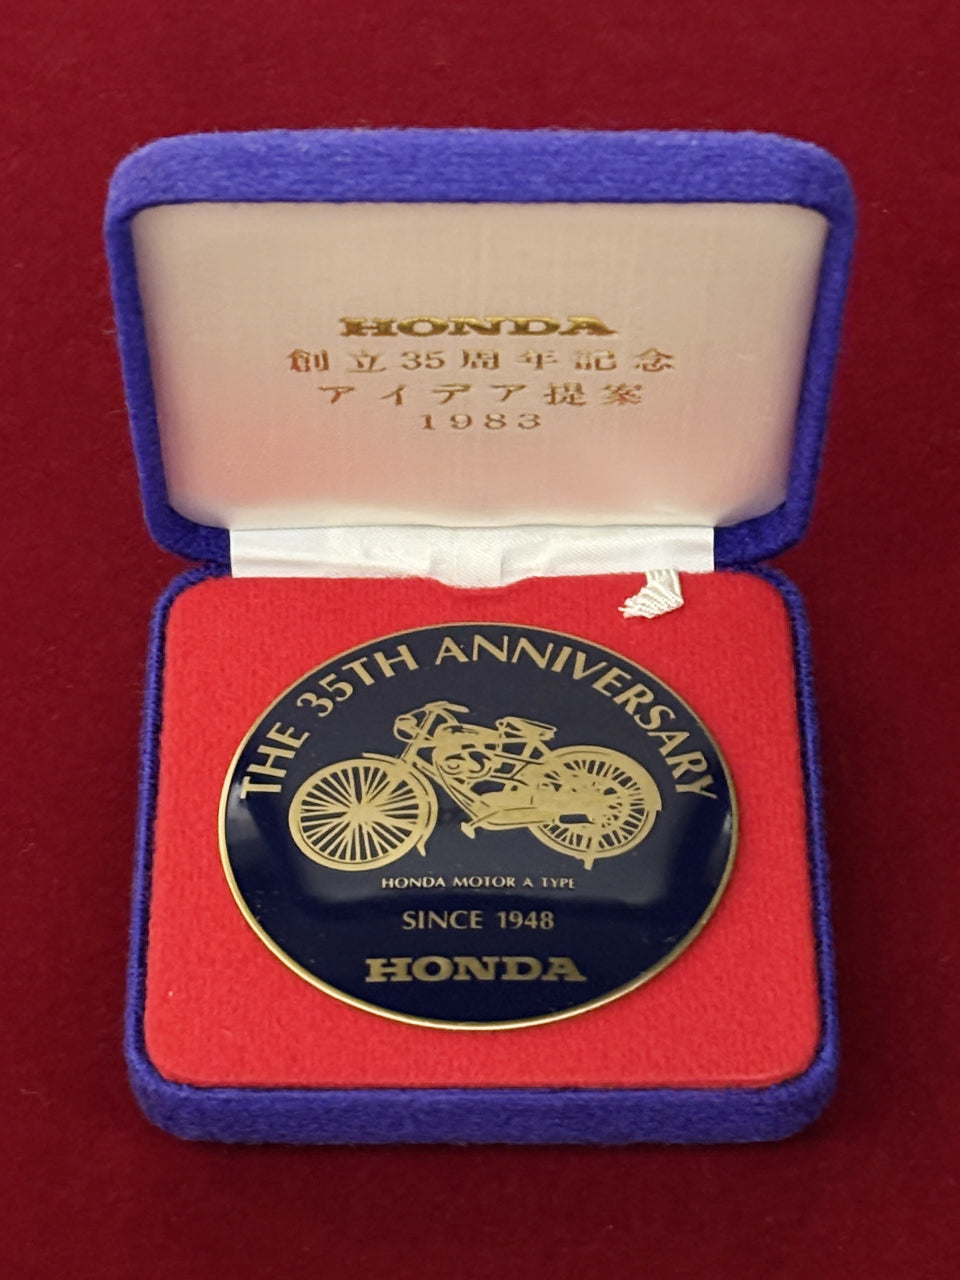 HONDA
創立35周年記念
アイデア提案
1983
THE 35TH ANNIVERSARY
HONDA MOTOR A TYPE
SINCE 1948
HONDA